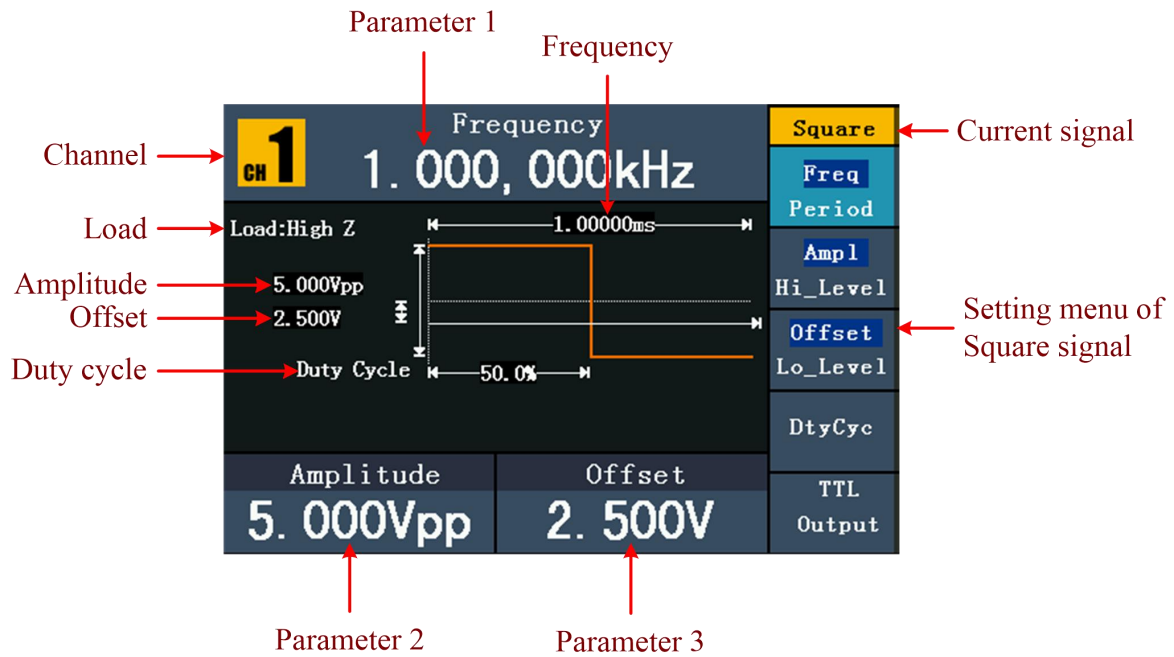 Parameter 1
Frequency
Channel
CH 1
Frequency
1.000,000kHz
Square
Current signal
Freq
Period
Load
Load:High Z
1.00000ms
Amplitude
5.000Vpp
Ampl
Hi_Level
Offset
2.500V
Offset
Lo_Level
Setting menu of
Square signal
Duty cycle
Duty Cycle
50.0%
DtyCyc
Amplitude
5.000Vpp
Offset
2.500V
TTL
Output
Parameter 2
Parameter 3